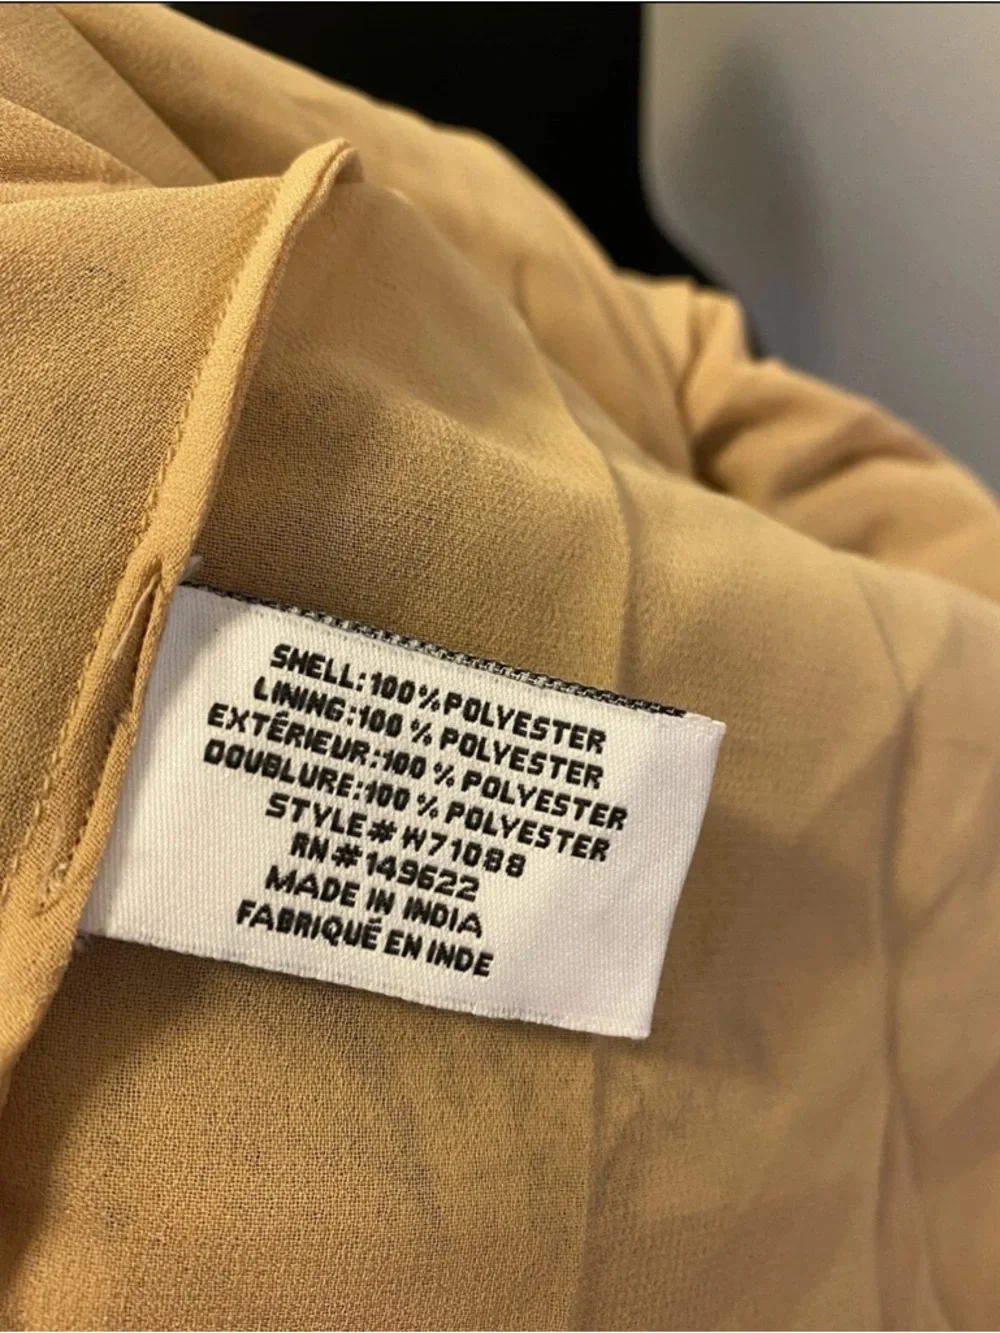 SHELL:100%POLYESTER
LINING:100 % POLYESTER
EXTÉRIEUR:100 % POLYESTER
DOUBLURE:100 % POLYESTER
STYLE# W71088
RN#149622
MADE IN INDIA
FABRIQUÉ EN INDE